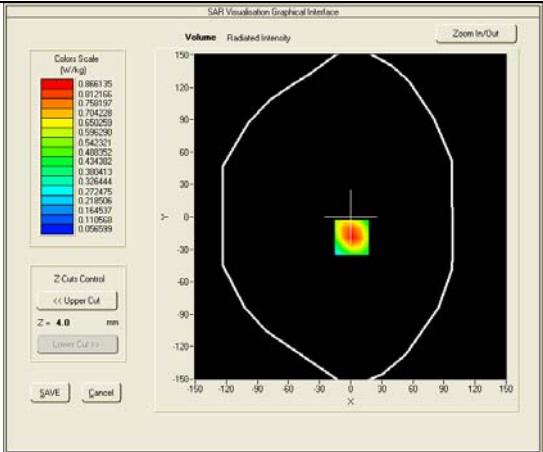 SAR Visualisation Graphical Interface
Volume Radiated Intensity
Zoom In/Out
Colors Scale
(W/kg)
0.866135
0.812166
0.758197
0.704228
0.650259
0.596290
0.542321
0.488352
0.434382
0.380413
0.326444
0.272475
0.218506
0.164537
0.110568
0.056599
Z-Cuts Control
<< Upper Cut
Z = 4.0 mm
Lower Cut >>
SAVE Cancel
150
120
90
60
30
0
-30
-60
-90
-120
-150
Y
-150 -120 -90 -60 -30 0 30 60 90 120 150
X